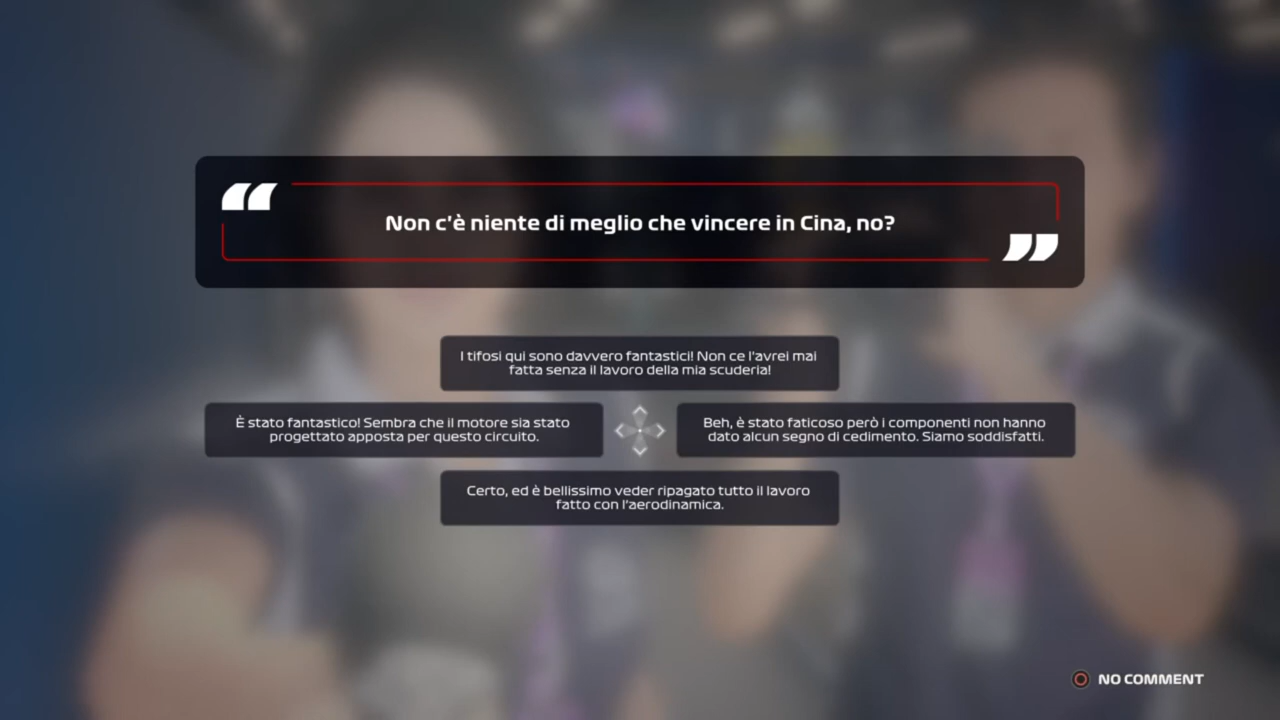 Non c'è niente di meglio che vincere in Cina, no?
I tifosi qui sono davvero fantastici! Non ce l'avrei mai
fatta senza il lavoro della mia scuderia!
È stato fantastico! Sembra che il motore sia stato
progettato apposta per questo circuito.
Beh, è stato faticoso però i componenti non hanno
dato alcun segno di cedimento. Siamo soddisfatti.
Certo, ed è bellissimo veder ripagato tutto il lavoro
fatto con l'aerodinamica.
NO COMMENT